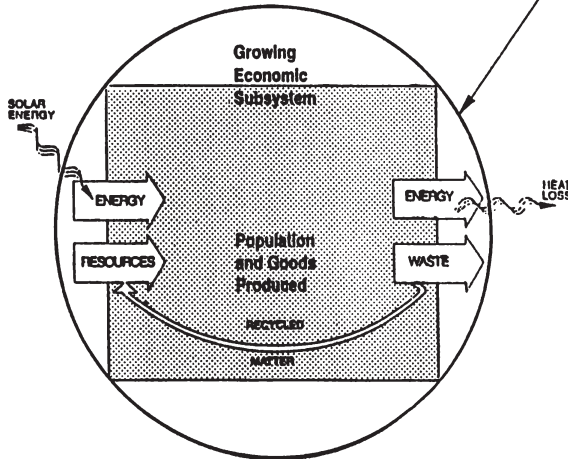 Growing
Economic
Subsystem
SOLAR
ENERGY
ENERGY
ENERGY
HEAT
LOSS
RESOURCES
Population
and Goods
Produced
WASTE
RECYCLED
MATTER